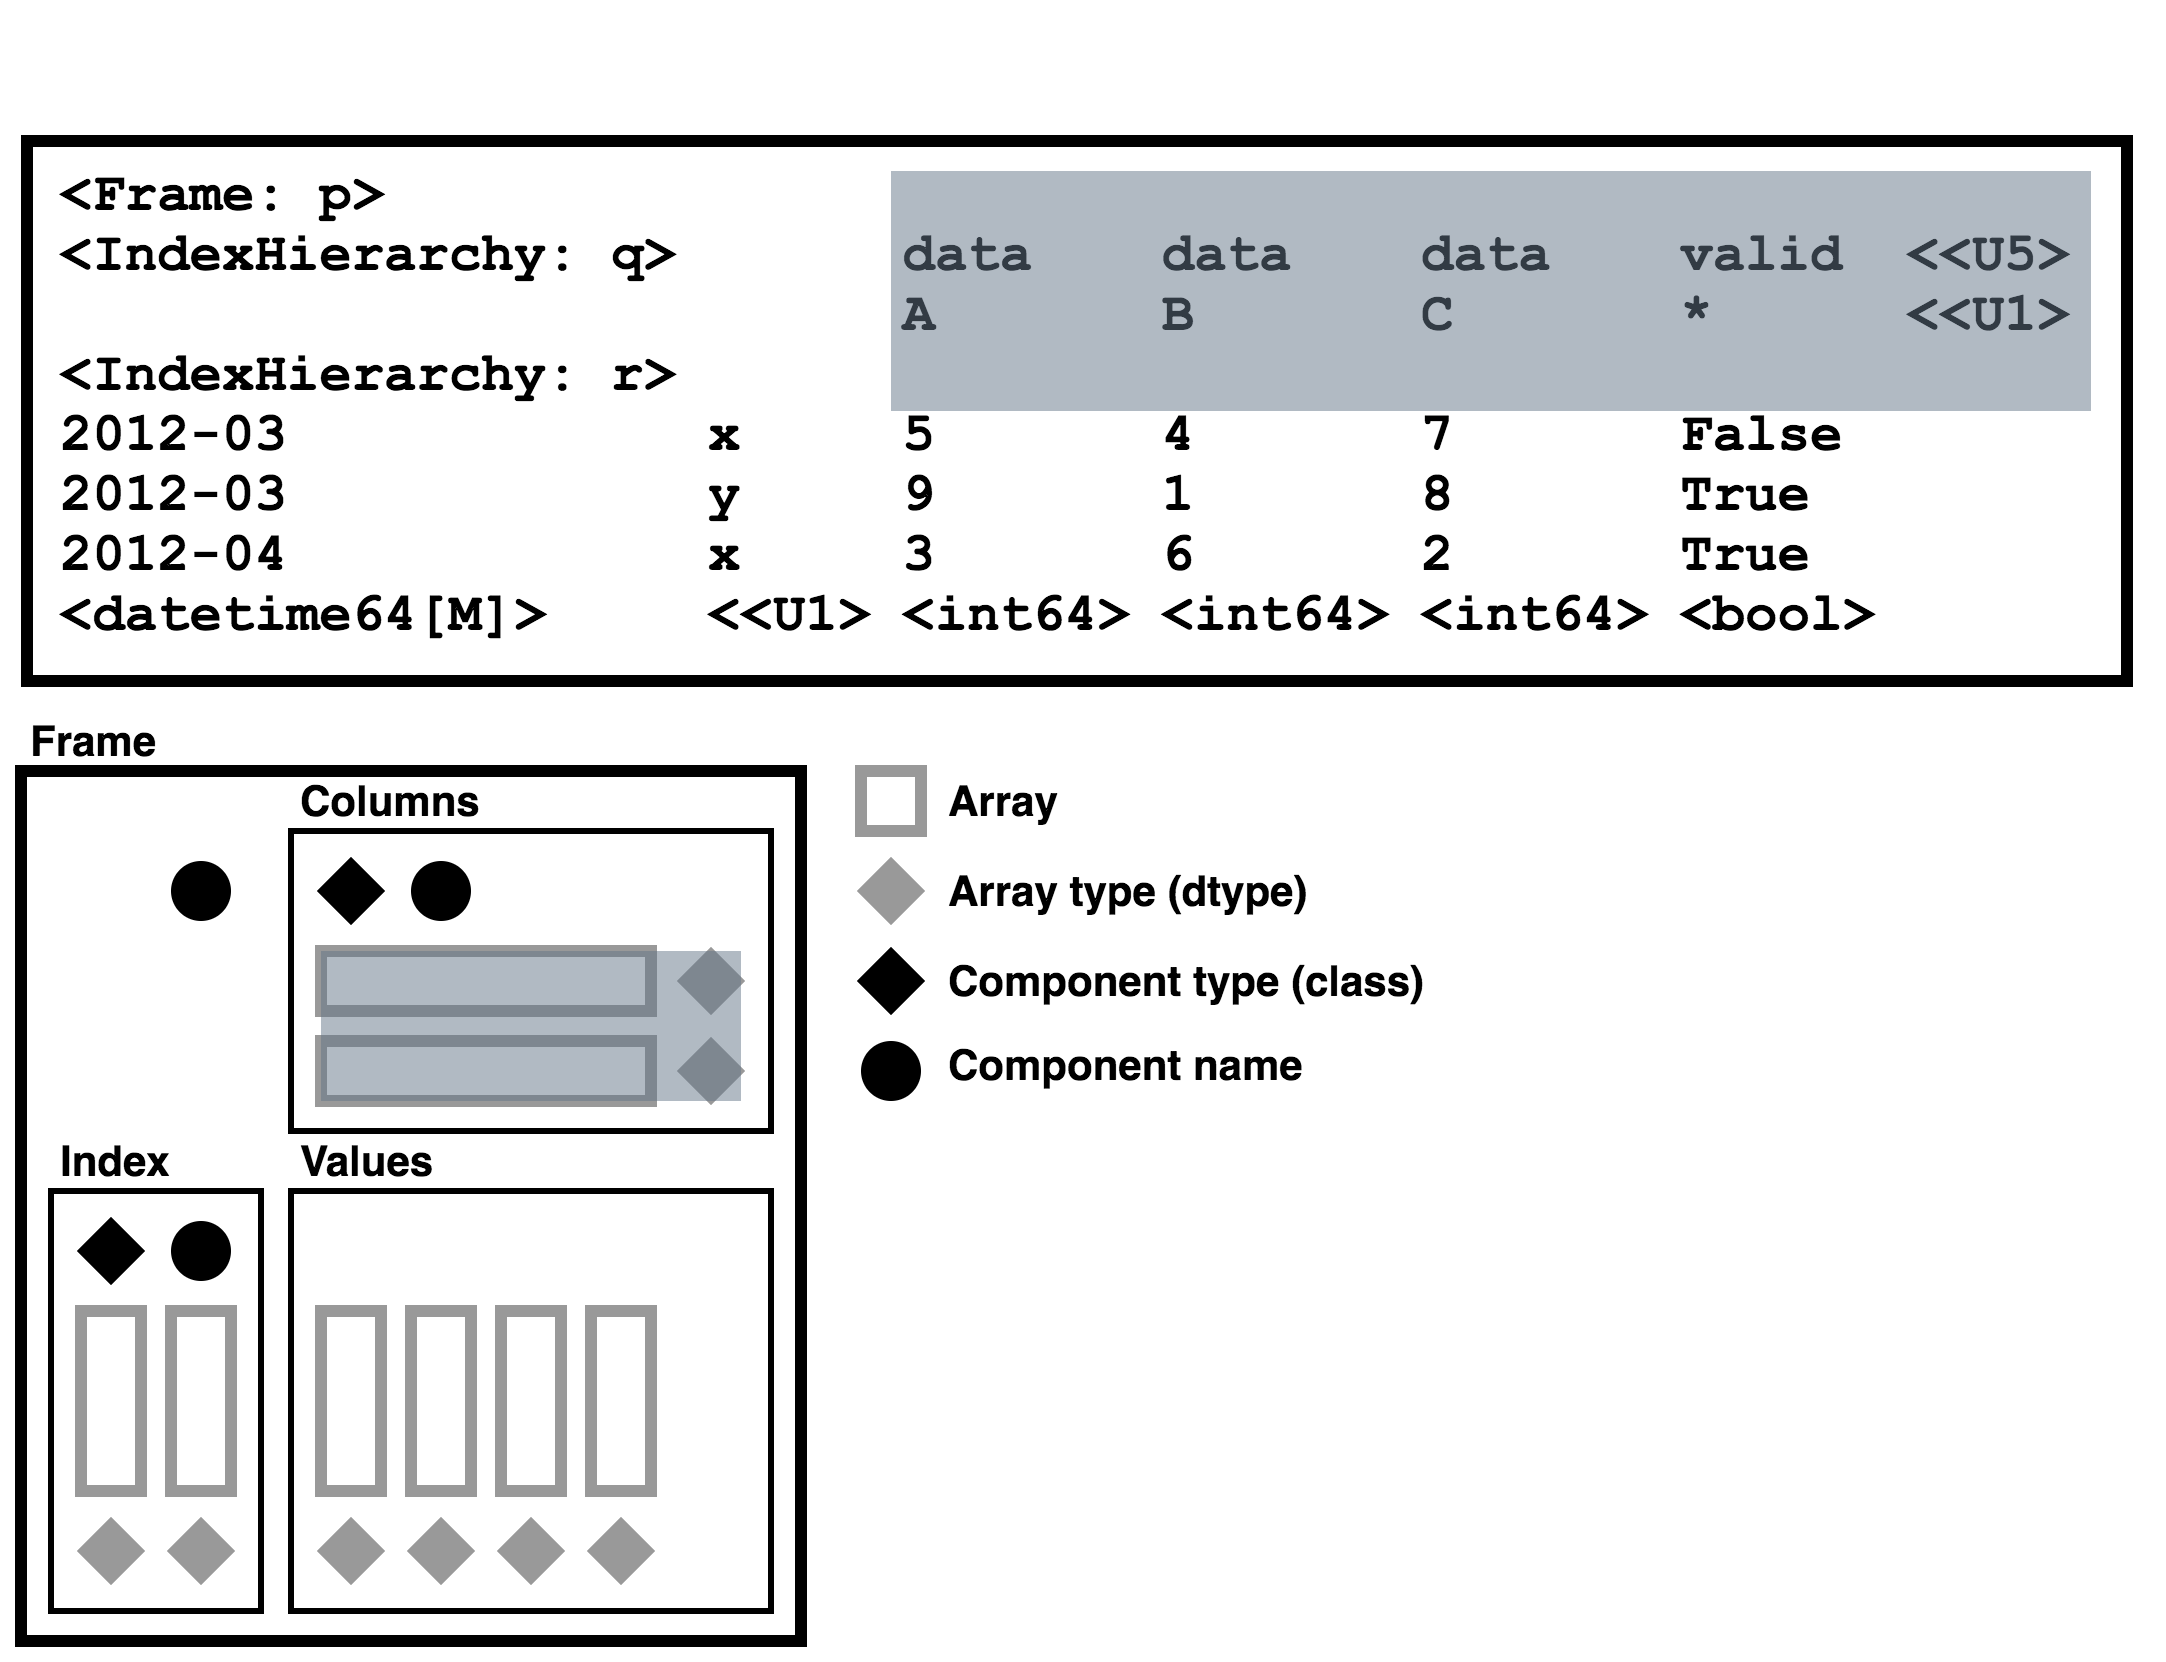 <Frame: p>
<IndexHierarchy: q> data data data valid <<U5>
A B C * <<U1>
<IndexHierarchy: r>
2012-03 x 5 4 7 False
2012-03 y 9 1 8 True
2012-04 x 3 6 2 True
<datetime64[M]> <<U1> <int64> <int64> <int64> <bool>
Frame
Columns
Index
Values
Array
Array type (dtype)
Component type (class)
Component name